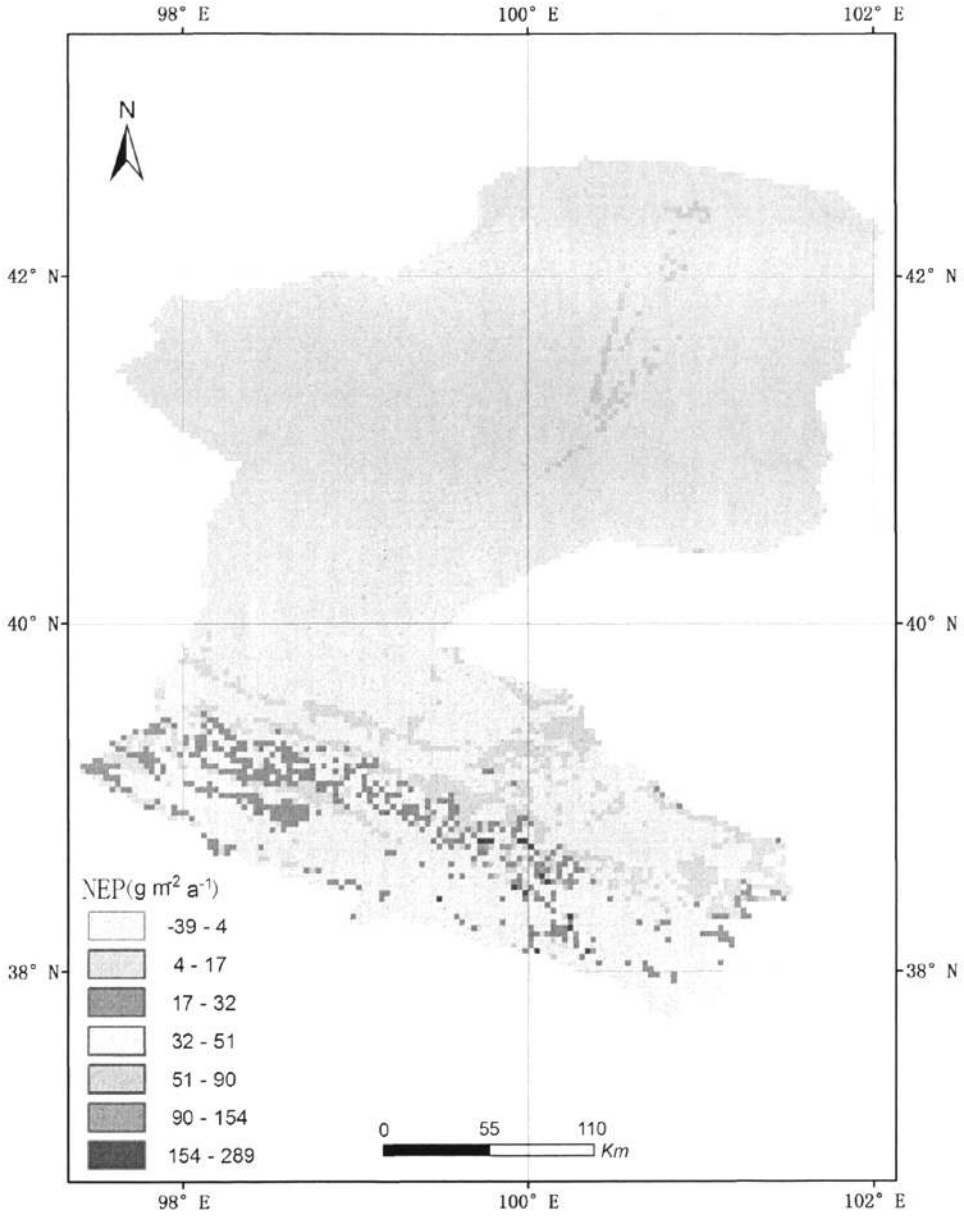 98° E 100° E 102° E
N
42° N 42° N
40° N 40° N
NEP(g m² a⁻¹)
-39 - 4
4 - 17
38° N 38° N
17 - 32
32 - 51
51 - 90
90 - 154
0 55 110
154 - 289
Km
98° E 100° E 102° E